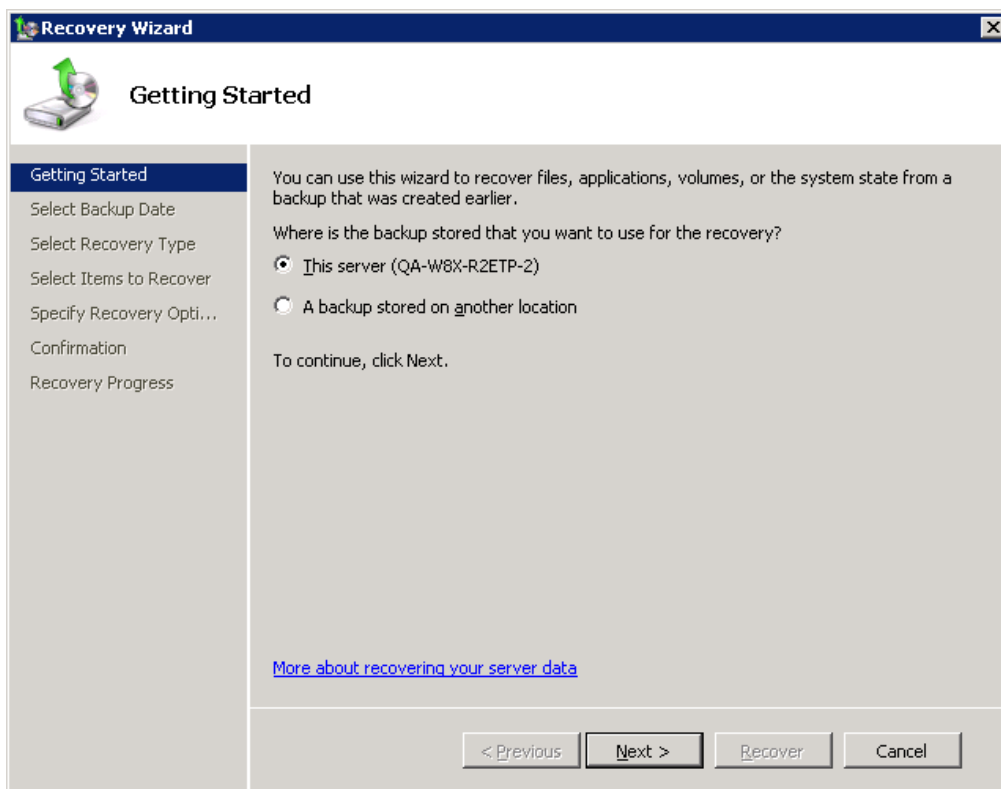 Recovery Wizard
Getting Started
Getting Started
Select Backup Date
Select Recovery Type
Select Items to Recover
Specify Recovery Opti...
Confirmation
Recovery Progress
You can use this wizard to recover files, applications, volumes, or the system state from a
backup that was created earlier.
Where is the backup stored that you want to use for the recovery?
This server (QA-W8X-R2ETP-2)
A backup stored on another location
To continue, click Next.
More about recovering your server data
< Previous
Next >
Recover
Cancel